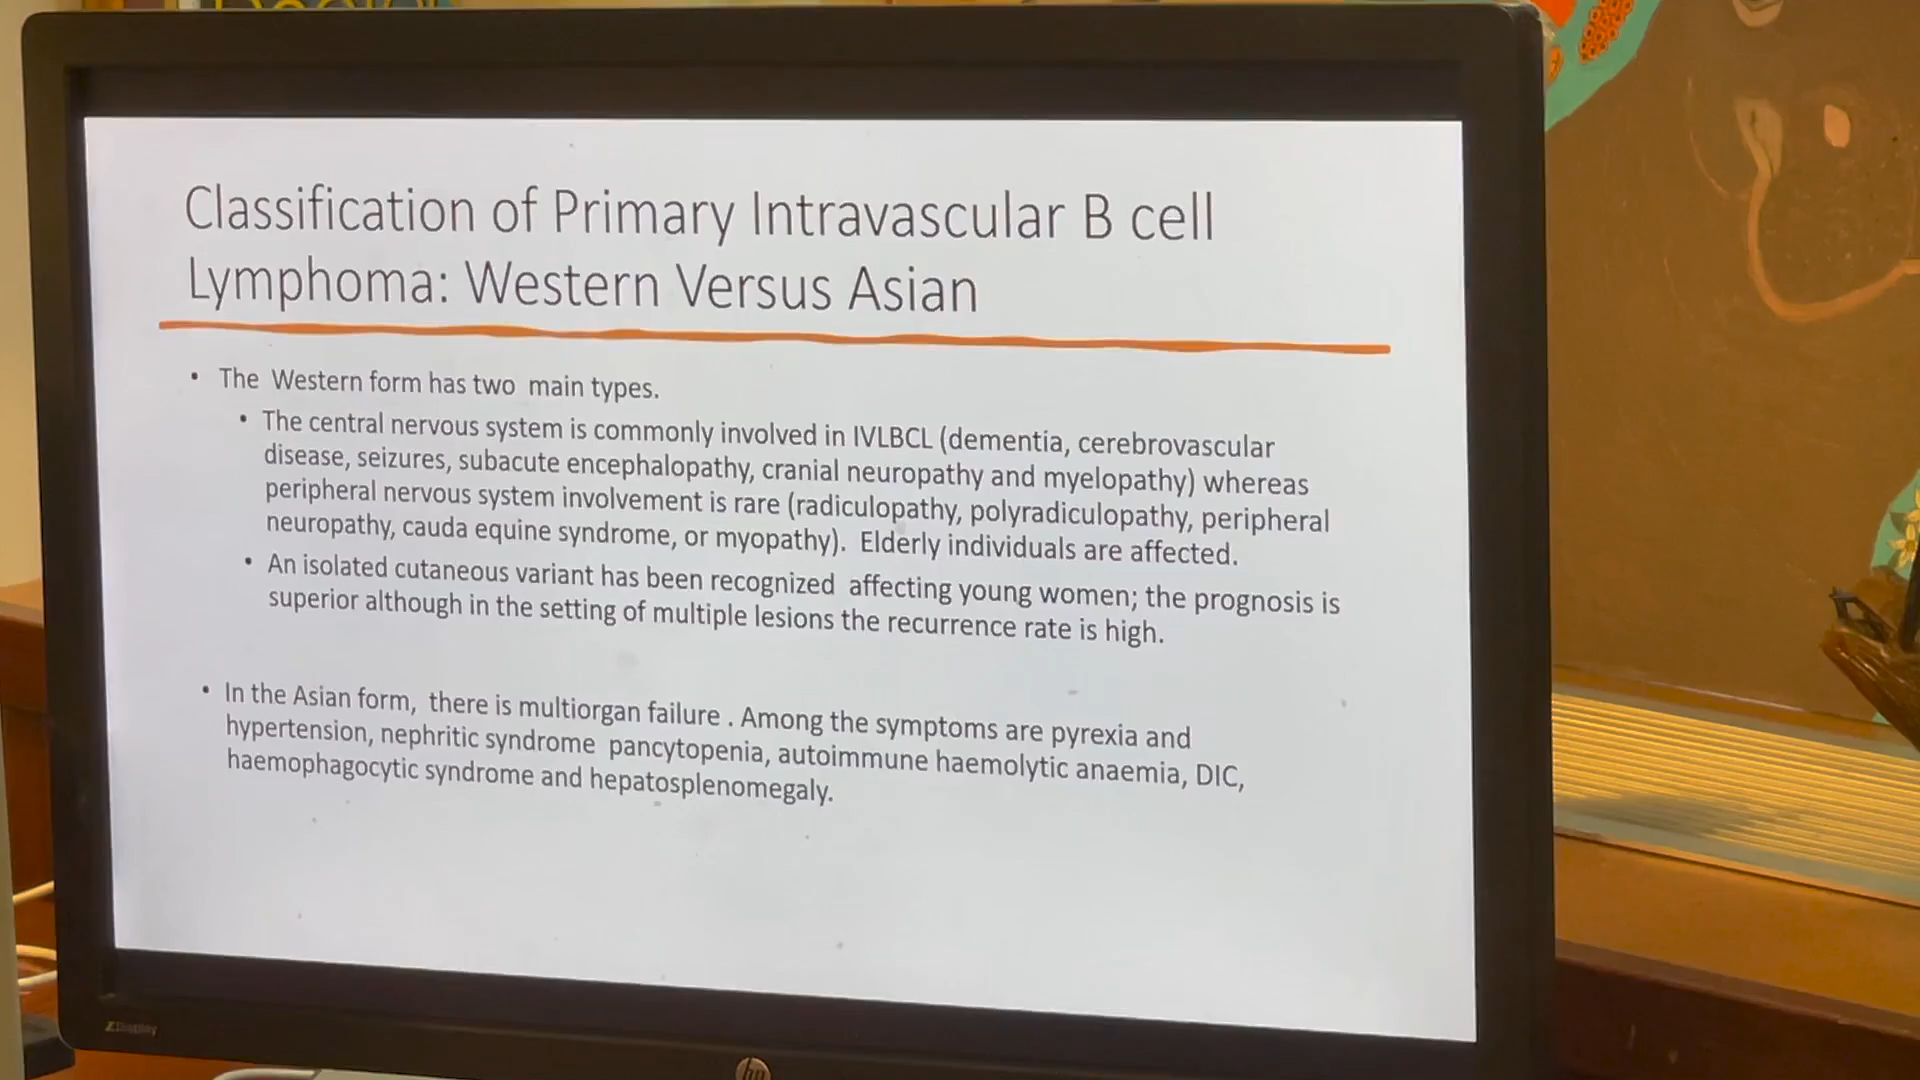 Classification of Primary Intravascular B cell
Lymphoma: Western Versus Asian
• The Western form has two main types.
• The central nervous system is commonly involved in IVLBCL (dementia, cerebrovascular
disease, seizures, subacute encephalopathy, cranial neuropathy and myelopathy) whereas
peripheral nervous system involvement is rare (radiculopathy, polyradiculopathy, peripheral
neuropathy, cauda equine syndrome, or myopathy). Elderly individuals are affected.
• An isolated cutaneous variant has been recognized affecting young women; the prognosis is
superior although in the setting of multiple lesions the recurrence rate is high.
• In the Asian form, there is multiorgan failure . Among the symptoms are pyrexia and
hypertension, nephritic syndrome pancytopenia, autoimmune haemolytic anaemia, DIC,
haemophagocytic syndrome and hepatosplenomegaly.
ZDisplay
hp